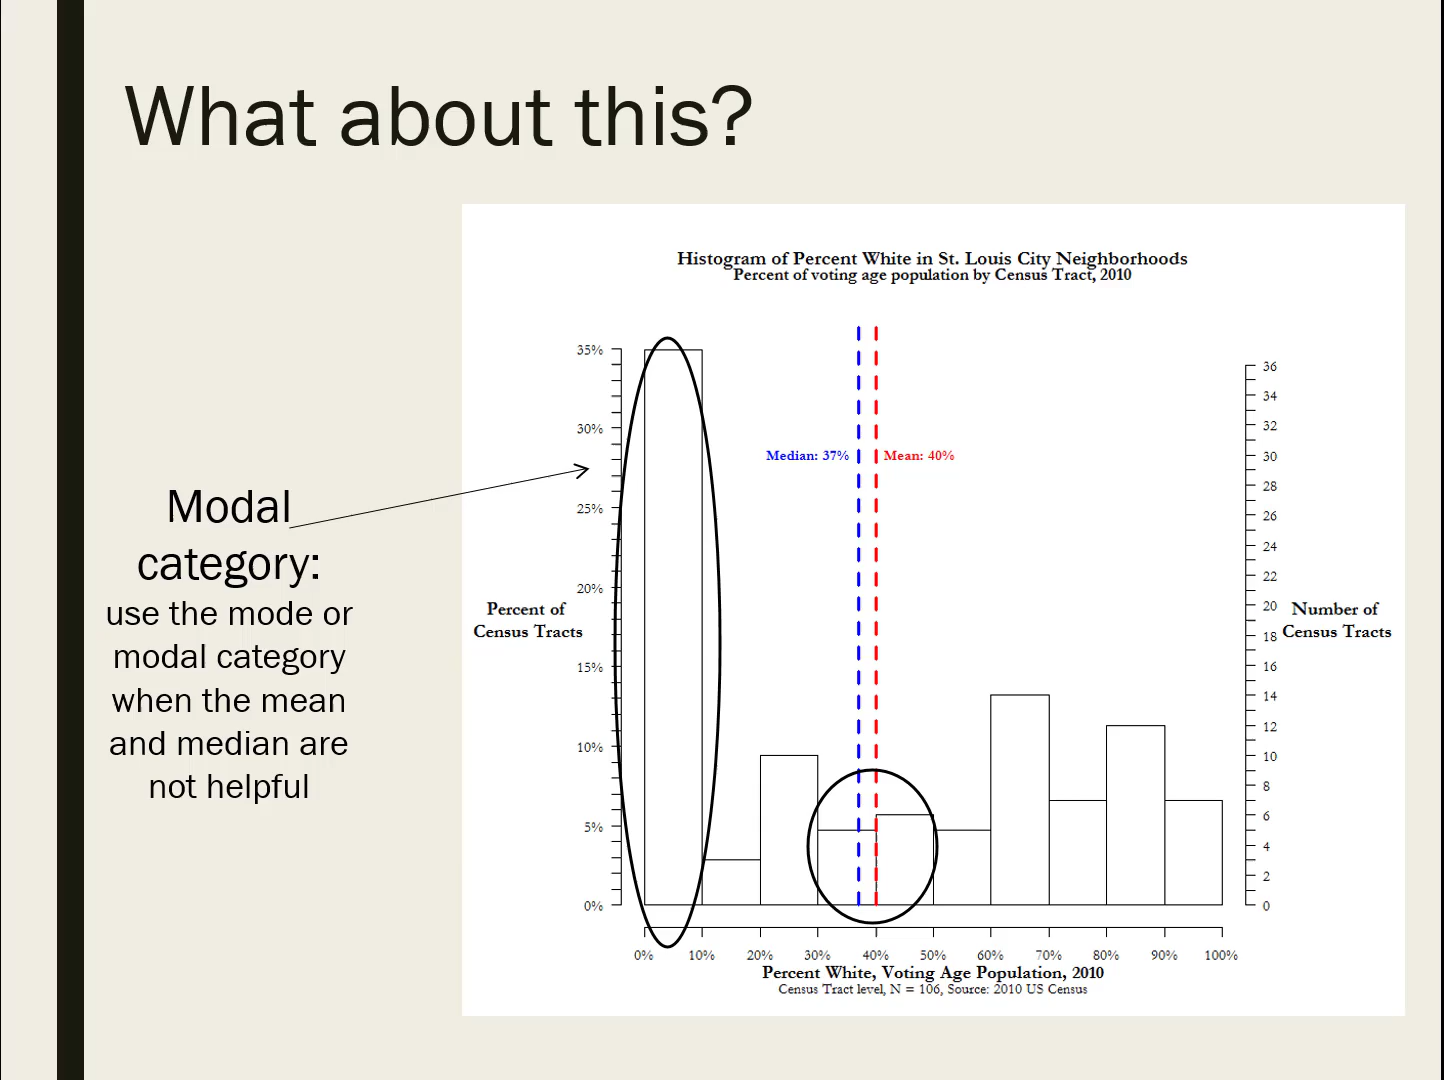 What about this?
Histogram of Percent White in St. Louis City Neighborhoods
Percent of voting age population by Census Tract, 2010
Modal
category:
use the mode or
modal category
when the mean
and median are
not helpful
Percent of
Census Tracts
35%
30%
25%
20%
15%
10%
5%
0%
Median: 37%
Mean: 40%
36
34
32
30
28
26
24
22
20
18
16
14
12
10
8
6
4
2
0
Number of
Census Tracts
0% 10% 20% 30% 40% 50% 60% 70% 80% 90% 100%
Percent White, Voting Age Population, 2010
Census Tract level, N = 106, Source: 2010 US Census